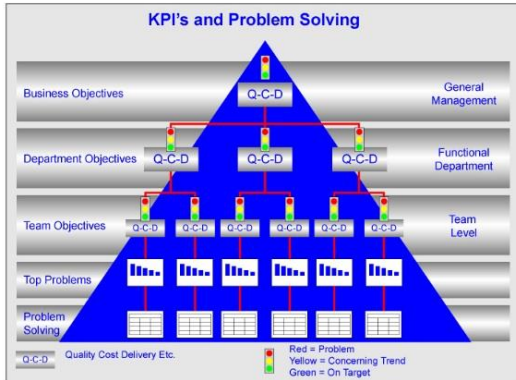 KPI's and Problem Solving
Business Objectives
Q-C-D
General
Management
Department Objectives
Q-C-D
Q-C-D
Q-C-D
Functional
Department
Team Objectives
Q-C-D
Q-C-D
Q-C-D
Q-C-D
Q-C-D
Q-C-D
Team
Level
Top Problems
Problem
Solving
Q-C-D
Quality Cost Delivery Etc.
Red = Problem
Yellow = Concerning Trend
Green = On Target